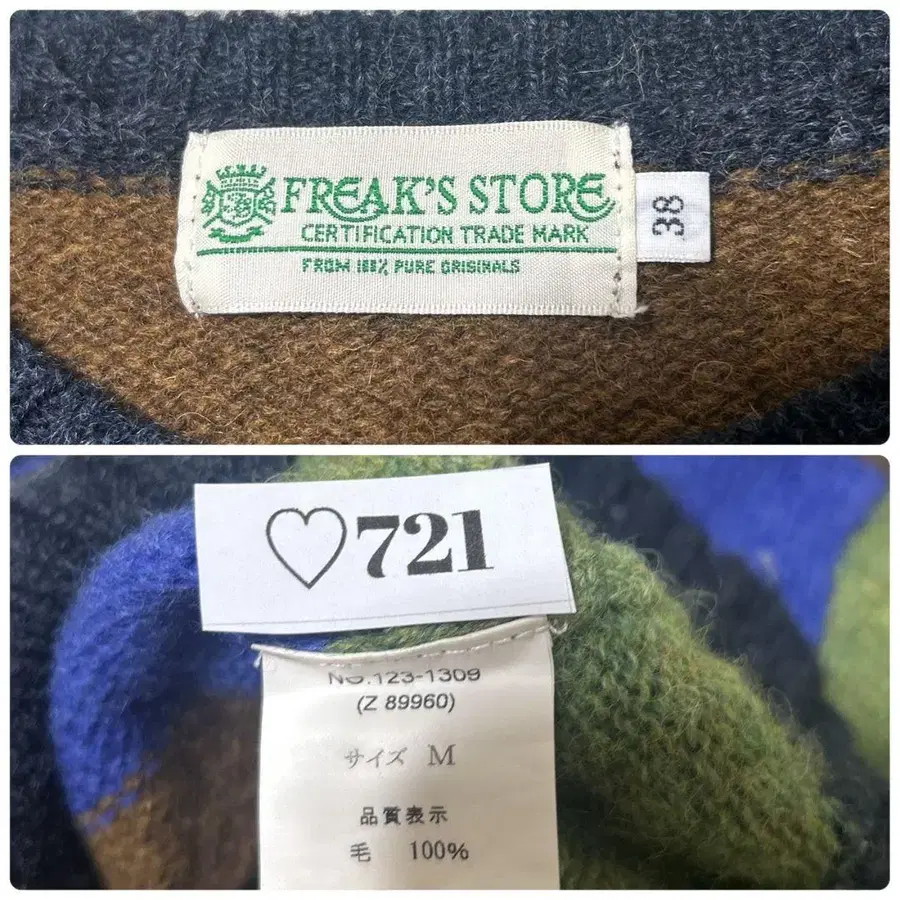 FREAK'S STORE
CERTIFICATION TRADE MARK
FROM 100% PURE ORIGINALS
38
♡721
NO.123-1309
(Z 89960)
サイズ M
品質表示
毛 100%